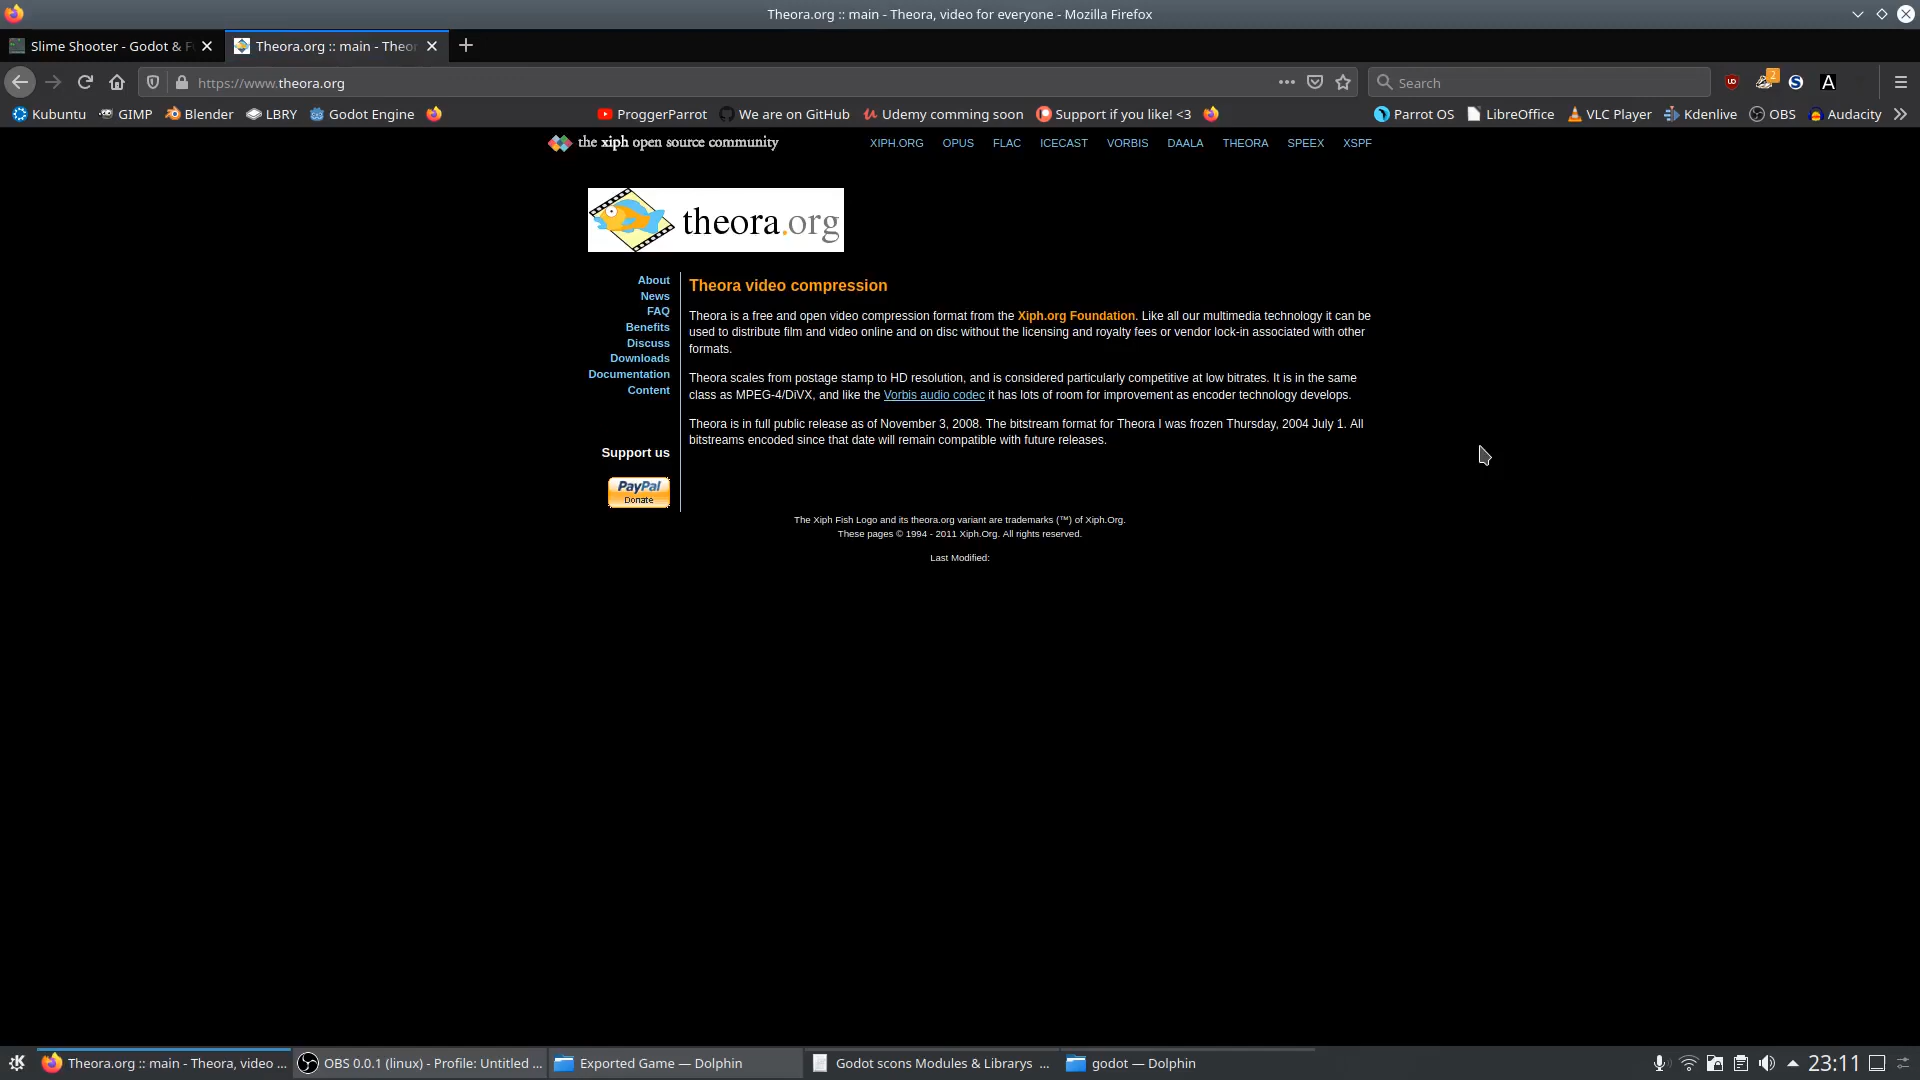 Theora.org :: main - Theora, video for everyone - Mozilla Firefox
Slime Shooter - Godot &
Theora.org :: main - Theor
https://www.theora.org
Search
2
Kubuntu GIMP Blender LBRY Godot Engine ProggerParrot We are on GitHub Udemy comming soon Support if you like! <3 Parrot OS LibreOffice VLC Player Kdenlive OBS Audacity
the xiph open source community XIPH.ORG OPUS FLAC ICECAST VORBIS DAALA THEORA SPEEX XSPF
theora.org
About
News
FAQ
Benefits
Discuss
Downloads
Documentation
Content
Support us
PayPal
Donate
Theora video compression
Theora is a free and open video compression format from the Xiph.org Foundation. Like all our multimedia technology it can be
used to distribute film and video online and on disc without the licensing and royalty fees or vendor lock-in associated with other
formats.
Theora scales from postage stamp to HD resolution, and is considered particularly competitive at low bitrates. It is in the same
class as MPEG-4/DiVX, and like the Vorbis audio codec it has lots of room for improvement as encoder technology develops.
Theora is in full public release as of November 3, 2008. The bitstream format for Theora I was frozen Thursday, 2004 July 1. All
bitstreams encoded since that date will remain compatible with future releases.
The Xiph Fish Logo and its theora.org variant are trademarks (™) of Xiph.Org.
These pages © 1994 - 2011 Xiph.Org. All rights reserved.
Last Modified:
Theora.org :: main - Theora, video ... OBS 0.0.1 (linux) - Profile: Untitled ... Exported Game — Dolphin Godot scons Modules & Librarys ... godot — Dolphin 23:11